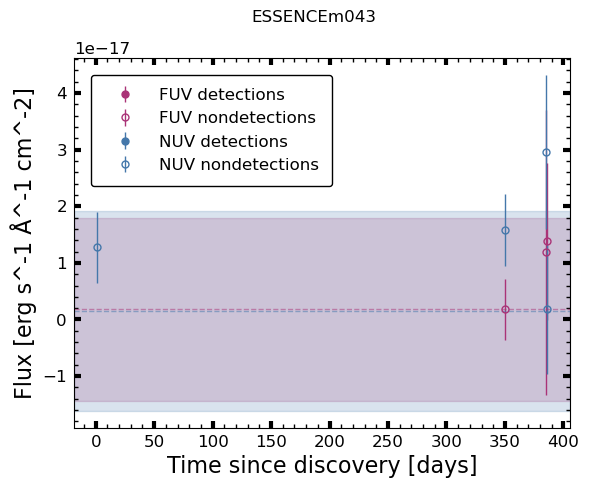 ESSENCEm043
1e−17
FUV detections
FUV nondetections
NUV detections
NUV nondetections
4
3
2
1
0
−1
Flux [erg s^-1 Å^-1 cm^-2]
0 50 100 150 200 250 300 350 400
Time since discovery [days]